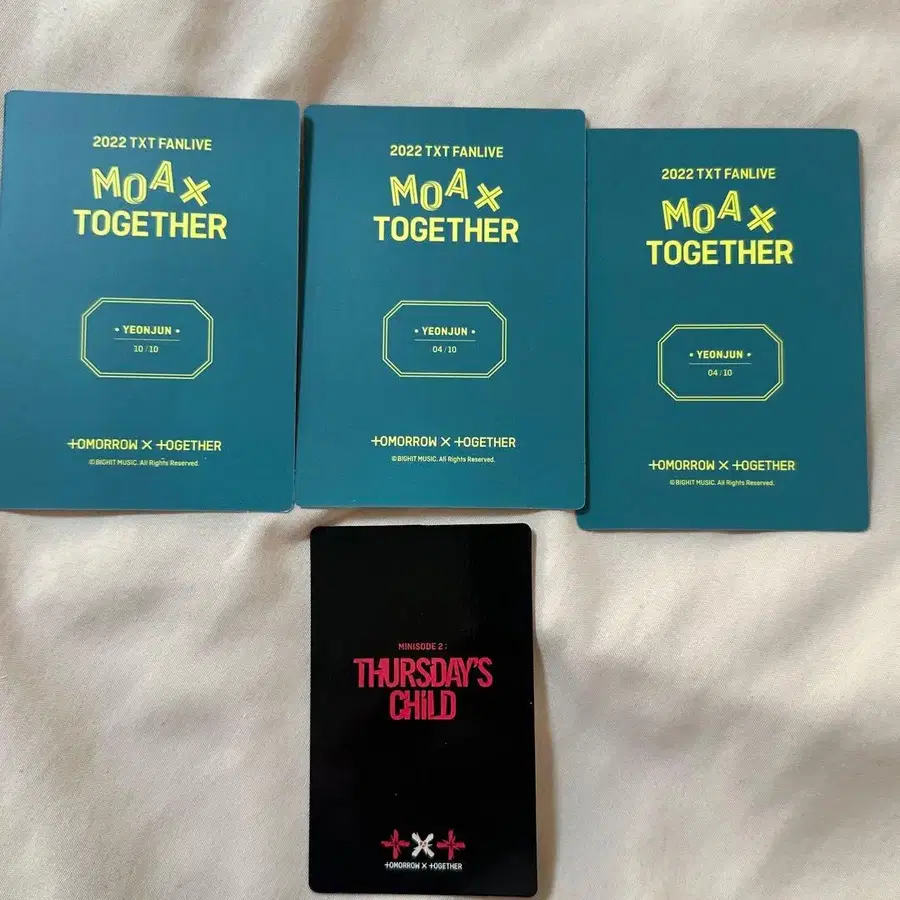 2022 TXT FANLIVE
MOA X
TOGETHER
• YEONJUN •
10/10
TOMORROW X TOGETHER
©BIGHIT MUSIC. All Rights Reserved.
2022 TXT FANLIVE
MOA X
TOGETHER
• YEONJUN •
04/10
TOMORROW X TOGETHER
©BIGHIT MUSIC. All Rights Reserved.
2022 TXT FANLIVE
MOA X
TOGETHER
• YEONJUN •
04/10
TOMORROW X TOGETHER
©BIGHIT MUSIC. All Rights Reserved.
MINISODE 2 :
THURSDAY'S
CHILD
TOMORROW X TOGETHER